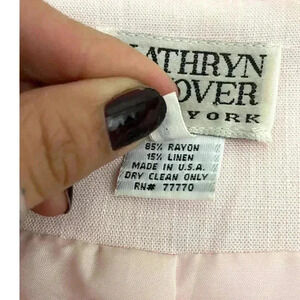 ATHRYN
OVER
YORK
85% RAYON
15% LINEN
MADE IN U.S.A.
DRY CLEAN ONLY
RN# 77770